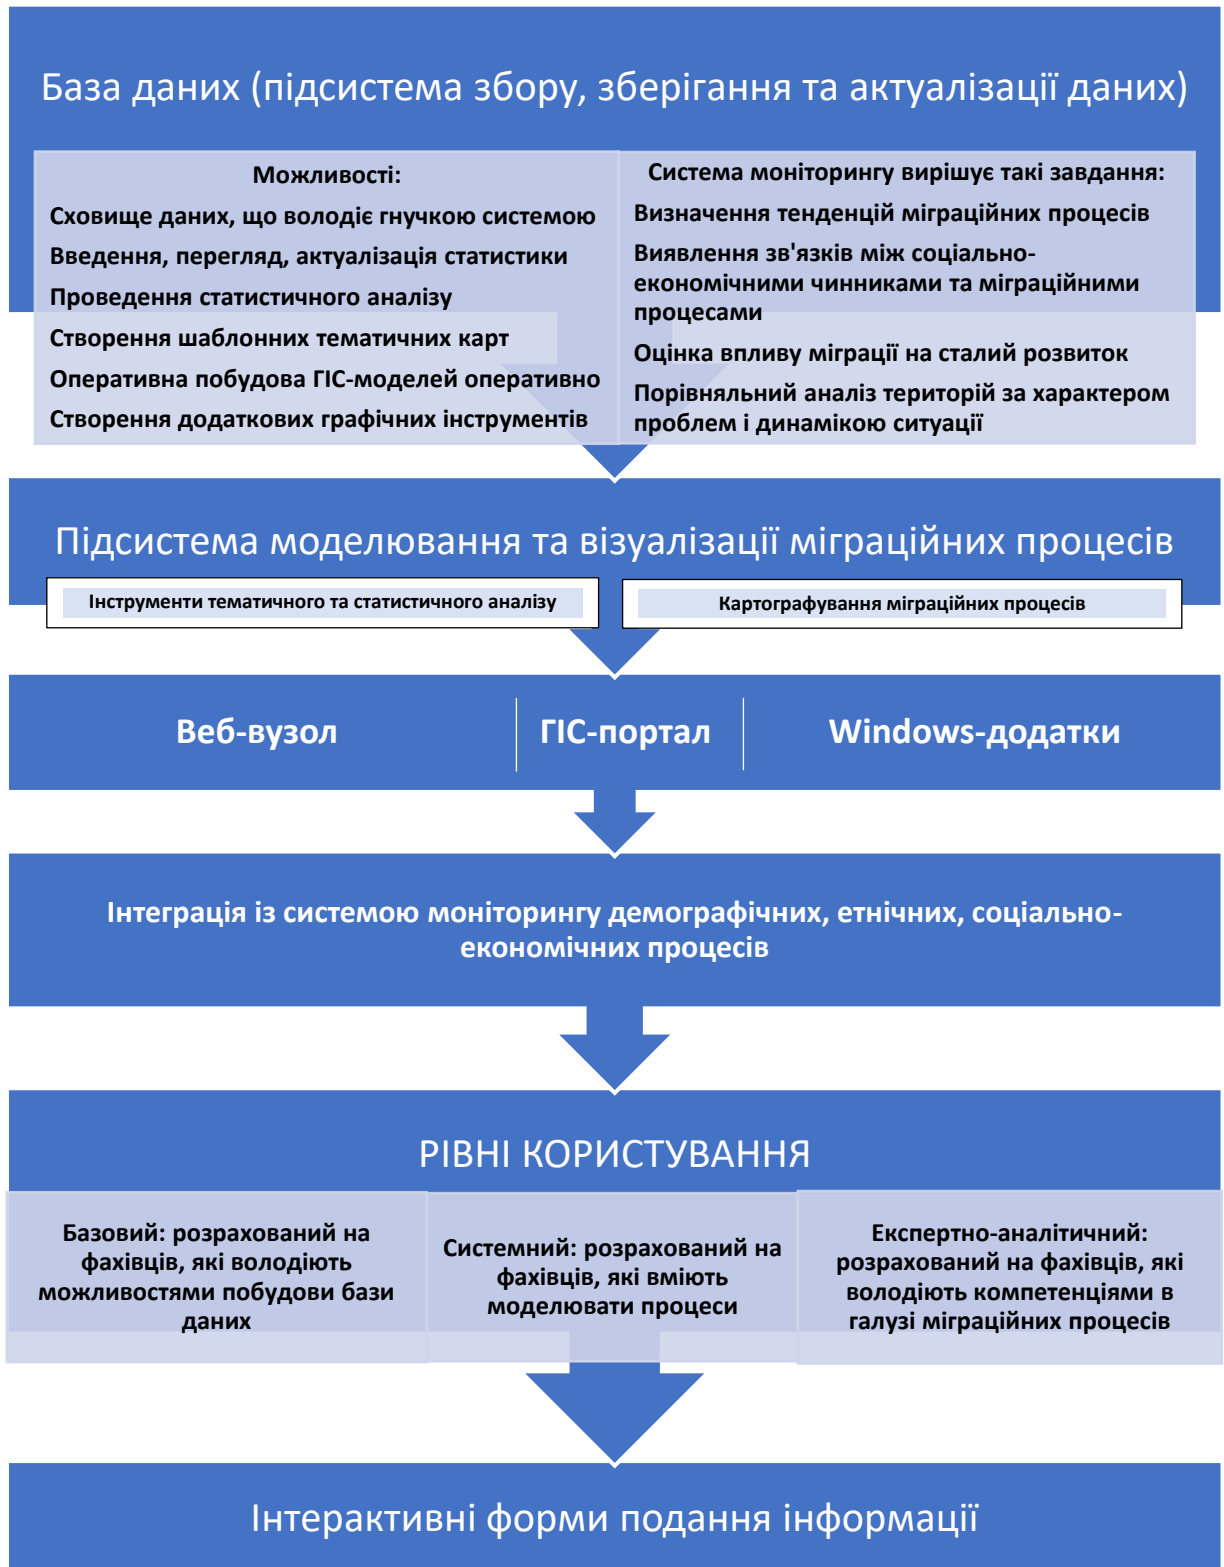 База даних (підсистема збору, зберігання та актуалізації даних)
Можливості:
Сховище даних, що володіє гнучкою системою
Введення, перегляд, актуалізація статистики
Проведення статистичного аналізу
Створення шаблонних тематичних карт
Оперативна побудова ГІС-моделей оперативно
Створення додаткових графічних інструментів
Система моніторингу вирішує такі завдання:
Визначення тенденцій міграційних процесів
Виявлення зв'язків між соціально-
економічними чинниками та міграційними
процесами
Оцінка впливу міграції на сталий розвиток
Порівняльний аналіз територій за характером
проблем і динамікою ситуації
Підсистема моделювання та візуалізації міграційних процесів
Інструменти тематичного та статистичного аналізу
Картографування міграційних процесів
Веб-вузол
ГІС-портал
Windows-додатки
Інтеграція із системою моніторингу демографічних, етнічних, соціально-
економічних процесів
РІВНІ КОРИСТУВАННЯ
Базовий: розрахований на
фахівців, які володіють
можливостями побудови бази
даних
Системний: розрахований на
фахівців, які вміють
моделювати процеси
Експертно-аналітичний:
розрахований на фахівців, які
володіють компетенціями в
галузі міграційних процесів
Інтерактивні форми подання інформації